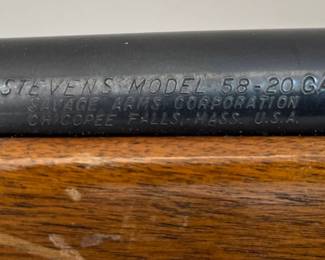 STEVENS MODEL 58-20 GA
SAVAGE ARMS CORPORATION
CHICOPEE FALLS, MASS. U.S.A.